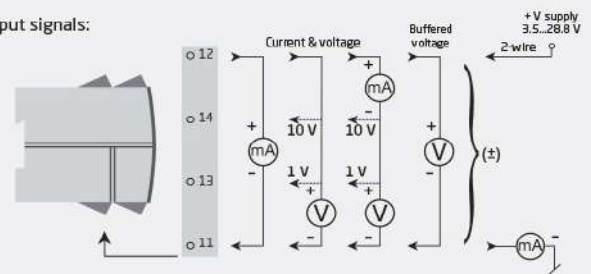 put signals:
Current & voltage
Buffered
voltage
+V supply
3.5...28.8 V
2-wire
12
14
13
11
+
mA
-
10 V
1 V
+
V
-
+
mA
-
10 V
1 V
+
V
-
+
V
-
(±)
mA
-